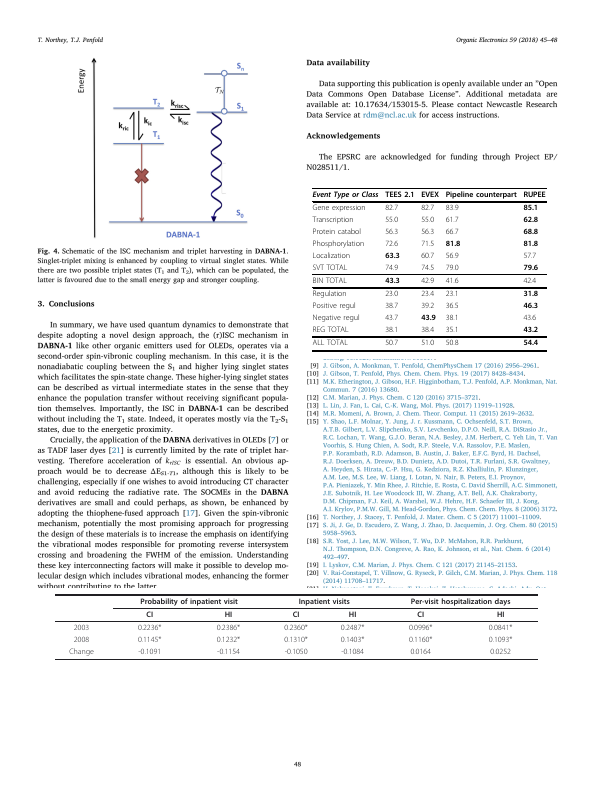 T. Northey, T.J. Penfold
Organic Electronics 59 (2018) 45–48
Energy
Sn
TN
S1
T2
krisc
kisc
kric
kic
T1
S0
DABNA-1
Fig. 4. Schematic of the ISC mechanism and triplet harvesting in DABNA-1.
Singlet-triplet mixing is enhanced by coupling to virtual singlet states. While
there are two possible triplet states (T1 and T2), which can be populated, the
latter is favoured due to the small energy gap and stronger coupling.
3. Conclusions
In summary, we have used quantum dynamics to demonstrate that
despite adopting a novel design approach, the (r)ISC mechanism in
DABNA-1 like other organic emitters used for OLEDs, operates via a
second-order spin-vibronic coupling mechanism. In this case, it is the
nonadiabatic coupling between the S1 and higher lying singlet states
which facilitates the spin-state change. These higher-lying singlet states
can be described as virtual intermediate states in the sense that they
enhance the population transfer without receiving significant popula-
tion themselves. Importantly, the ISC in DABNA-1 can be described
without including the T1 state. Indeed, it operates mostly via the T2-S1
states, due to the energetic proximity.
Crucially, the application of the DABNA derivatives in OLEDs [7] or
as TADF laser dyes [21] is currently limited by the rate of triplet har-
vesting. Therefore acceleration of krISC is essential. An obvious ap-
proach would be to decrease ΔES1-T1, although this is likely to be
challenging, especially if one wishes to avoid introducing CT character
and avoid reducing the radiative rate. The SOCMEs in the DABNA
derivatives are small and could perhaps, as shown, be enhanced by
adopting the thiophene-fused approach [17]. Given the spin-vibronic
mechanism, potentially the most promising approach for progressing
the design of these materials is to increase the emphasis on identifying
the vibrational modes responsible for promoting reverse intersystem
crossing and broadening the FWHM of the emission. Understanding
these key interconnecting factors will make it possible to develop mo-
lecular design which includes vibrational modes, enhancing the former
without contributing to the latter.
Data availability
Data supporting this publication is openly available under an "Open
Data Commons Open Database License". Additional metadata are
available at: 10.17634/153015-5. Please contact Newcastle Research
Data Service at rdm@ncl.ac.uk for access instructions.
Acknowledgements
The EPSRC are acknowledged for funding through Project EP/
N028511/1.
Event Type or Class TEES 2.1 EVEX Pipeline counterpart RUPEE
Gene expression 82.7 82.7 83.9 85.1
Transcription 55.0 55.0 61.7 62.8
Protein catabol 56.3 56.3 66.7 68.8
Phosphorylation 72.6 71.5 81.8 81.8
Localization 63.3 60.7 56.9 57.7
SVT TOTAL 74.9 74.5 79.0 79.6
BIN TOTAL 43.3 42.9 41.6 42.4
Regulation 23.0 23.4 23.1 31.8
Positive regul 38.7 39.2 36.5 46.3
Negative regul 43.7 43.9 38.1 43.6
REG TOTAL 38.1 38.4 35.1 43.2
ALL TOTAL 50.7 51.0 50.8 54.4
[9] J. Gibson, A. Monkman, T. Penfold, ChemPhysChem 17 (2016) 2956–2961.
[10] J. Gibson, T. Penfold, Phys. Chem. Chem. Phys. 19 (2017) 8428–8434.
[11] M.K. Etherington, J. Gibson, H.F. Higginbotham, T.J. Penfold, A.P. Monkman, Nat.
Commun. 7 (2016) 13680.
[12] C.M. Marian, J. Phys. Chem. C 120 (2016) 3715–3721.
[13] L. Lin, J. Fan, L. Cai, C.-K. Wang, Mol. Phys. (2017) 11919–11928.
[14] M.R. Momeni, A. Brown, J. Chem. Theor. Comput. 11 (2015) 2619–2632.
[15] Y. Shao, L.F. Molnar, Y. Jung, J. r. Kussmann, C. Ochsenfeld, S.T. Brown,
A.T.B. Gilbert, L.V. Slipchenko, S.V. Levchenko, D.P.O. Neill, R.A. DiStasio Jr.,
R.C. Lochan, T. Wang, G.J.O. Beran, N.A. Besley, J.M. Herbert, C. Yeh Lin, T. Van
Voorhis, S. Hung Chien, A. Sodt, R.P. Steele, V.A. Rassolov, P.E. Maslen,
P.P. Korambath, R.D. Adamson, B. Austin, J. Baker, E.F.C. Byrd, H. Dachsel,
R.J. Doerksen, A. Dreuw, B.D. Dunietz, A.D. Dutoi, T.R. Furlani, S.R. Gwaltney,
A. Heyden, S. Hirata, C.-P. Hsu, G. Kedziora, R.Z. Khalliulin, P. Klunzinger,
A.M. Lee, M.S. Lee, W. Liang, I. Lotan, N. Nair, B. Peters, E.I. Proynov,
P.A. Pieniazek, Y. Min Rhee, J. Ritchie, E. Rosta, C. David Sherrill, A.C. Simmonett,
J.E. Subotnik, H. Lee Woodcock III, W. Zhang, A.T. Bell, A.K. Chakraborty,
D.M. Chipman, F.J. Keil, A. Warshel, W.J. Hehre, H.F. Schaefer III, J. Kong,
A.I. Krylov, P.M.W. Gill, M. Head-Gordon, Phys. Chem. Chem. Phys. 8 (2006) 3172.
[16] T. Northey, J. Stacey, T. Penfold, J. Mater. Chem. C 5 (2017) 11001–11009.
[17] S. Ji, J. Ge, D. Escudero, Z. Wang, J. Zhao, D. Jacquemin, J. Org. Chem. 80 (2015)
5958–5963.
[18] S.R. Yost, J. Lee, M.W. Wilson, T. Wu, D.P. McMahon, R.R. Parkhurst,
N.J. Thompson, D.N. Congreve, A. Rao, K. Johnson, et al., Nat. Chem. 6 (2014)
492–497.
[19] I. Lyskov, C.M. Marian, J. Phys. Chem. C 121 (2017) 21145–21153.
[20] V. Rai-Constapel, T. Villnow, G. Ryseck, P. Gilch, C.M. Marian, J. Phys. Chem. 118
(2014) 11708–11717.
Probability of inpatient visit Inpatient visits Per-visit hospitalization days
CI HI CI HI CI HI
2003 0.2236* 0.2386* 0.2360* 0.2487* 0.0996* 0.0841*
2008 0.1145* 0.1232* 0.1310* 0.1403* 0.1160* 0.1093*
Change -0.1091 -0.1154 -0.1050 -0.1084 0.0164 0.0252
48